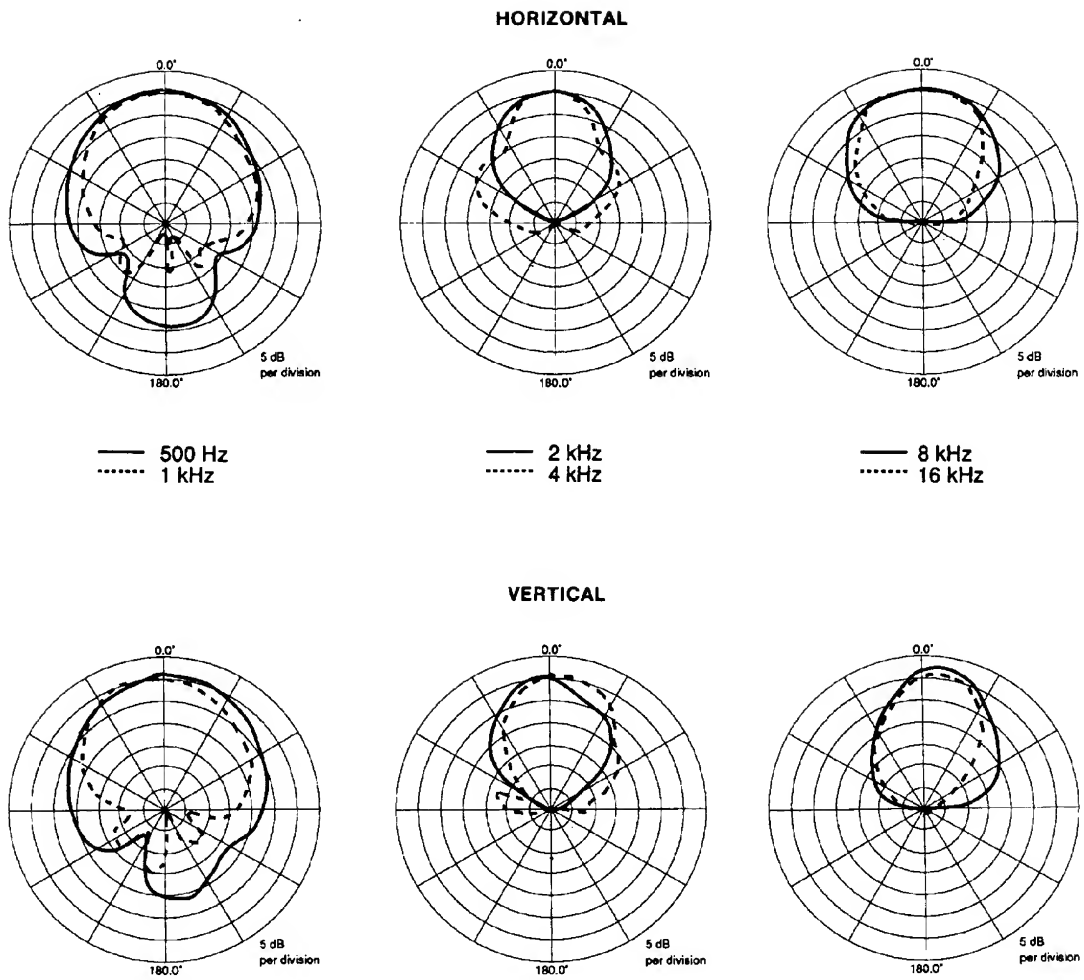 HORIZONTAL
0.0°
0.0°
0.0°
5 dB
per division
5 dB
per division
5 dB
per division
180.0°
180.0°
180.0°
500 Hz
1 kHz
2 kHz
4 kHz
8 kHz
16 kHz
VERTICAL
0.0°
0.0°
0.0°
5 dB
per division
5 dB
per division
5 dB
per division
180.0°
180.0°
180.0°